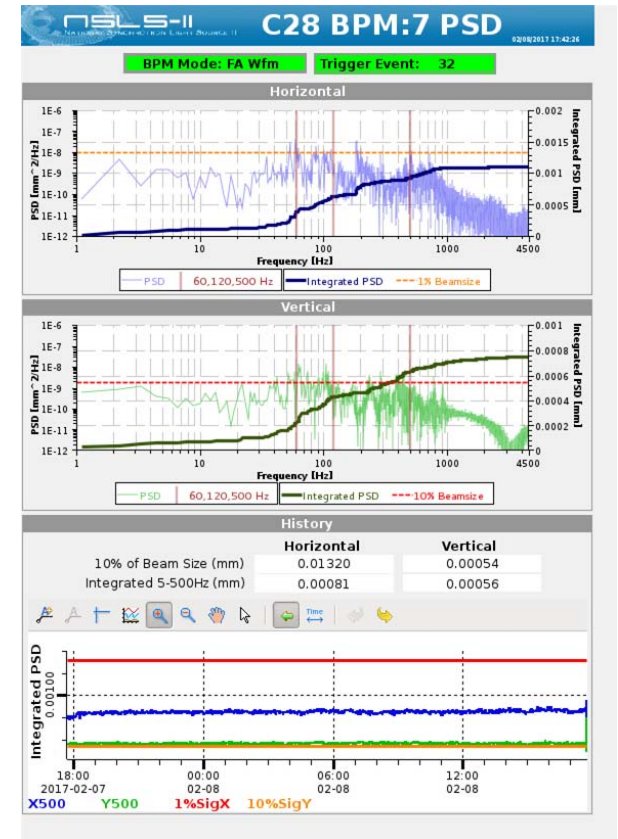 NSLS-II
NATIONAL SYNCHROTRON LIGHT SOURCE II
C28 BPM:7 PSD
02/08/2017 17:42:26
BPM Mode: FA Wfm
Trigger Event: 32
Horizontal
PSD [mm^2/Hz]
1E-6
1E-7
1E-8
1E-9
1E-10
1E-11
1E-12
1 10 100 1000 4500
Frequency [Hz]
0.002
0.0015
0.001
0.0005
0
Integrated PSD [mm]
PSD 60,120,500 Hz Integrated PSD 1% Beamsize
Vertical
PSD [mm^2/Hz]
1E-6
1E-7
1E-8
1E-9
1E-10
1E-11
1E-12
1 10 100 1000 4500
Frequency [Hz]
0.001
0.0008
0.0006
0.0004
0.0002
0
Integrated PSD [mm]
PSD 60,120,500 Hz Integrated PSD 10% Beamsize
History
Horizontal Vertical
10% of Beam Size (mm) 0.01320 0.00054
Integrated 5-500Hz (mm) 0.00081 0.00056
Time
Integrated PSD
0.00100
18:00 00:00 06:00 12:00
2017-02-07 02-08 02-08 02-08
X500 Y500 1%SigX 10%SigY